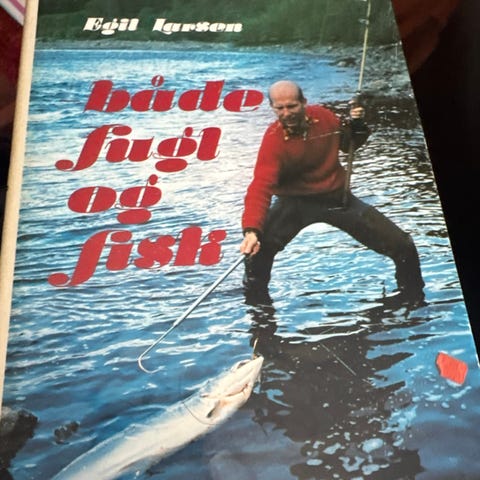 Egil Larsen
både
fugl
og
fisk